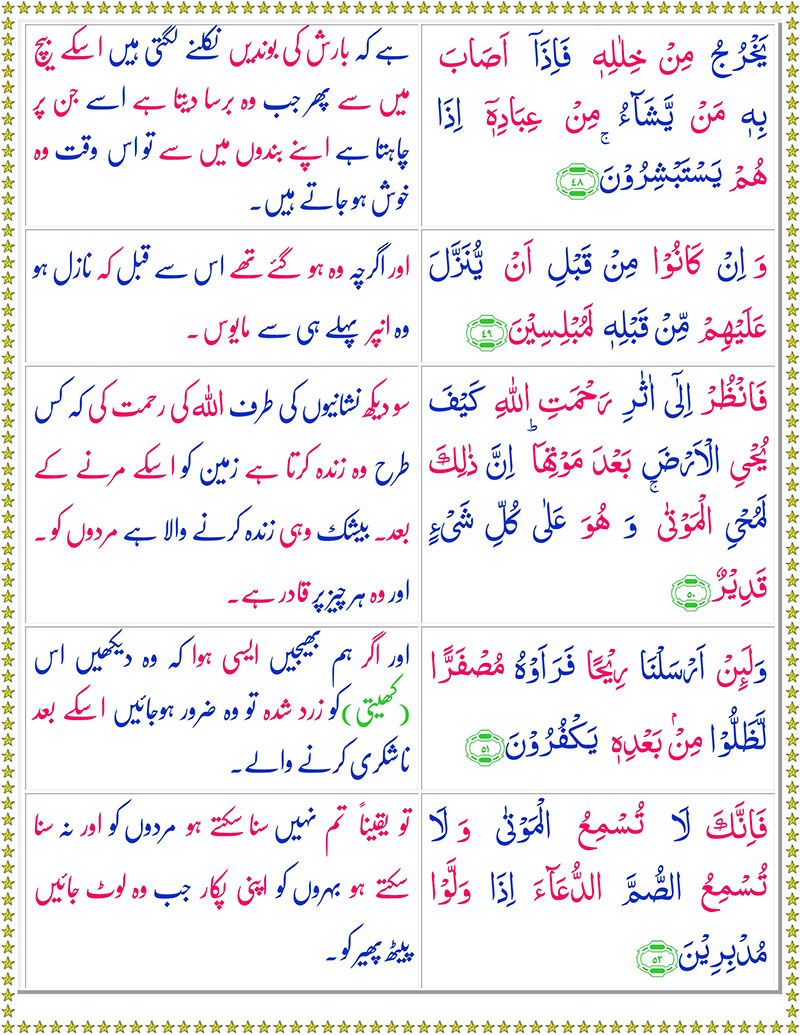 یَخْرُجُ مِنْ خِلٰلِهٖ فَاِذَاۤ اَصَابَ
بِهٖ مَنْ یَّشَآءُ مِنْ عِبَادِهٖۤ اِذَا
هُمْ یَسْتَبْشِرُوْنَۚ ﴿۴۸﴾
ہے کہ بارش کی بوندیں نکلنے لگتی ہیں اسکے بیچ
میں سے پھر جب وہ برسا دیتا ہے اسے جن پر
چاہتا ہے اپنے بندوں میں سے تو اس وقت وہ
خوش ہو جاتے ہیں۔
وَ اِنْ کَانُوْا مِنْ قَبْلِ اَنْ یُّنَزَّلَ
عَلَیْهِمْ مِّنْ قَبْلِهٖ لَمُبْلِسِیْنَ ﴿۴۹﴾
اور اگرچہ وہ ہو گئے تھے اس سے قبل کہ نازل ہو
وہ انپر پہلے ہی سے مایوس ۔
فَانْظُرْ اِلٰۤی اٰثٰرِ رَحْمَتِ اللّٰهِ کَیْفَ
یُحْیِ الْاَرْضَ بَعْدَ مَوْتِهَا ؕ اِنَّ ذٰلِكَ
لَمُحْیِ الْمَوْتٰی ۚ وَ هُوَ عَلٰی کُلِّ شَیْءٍ
قَدِیْرٌ ﴿۵۰﴾
سو دیکھ نشانیوں کی طرف اللہ کی رحمت کی کہ کس
طرح وہ زندہ کرتا ہے زمین کو اسکے مرنے کے
بعد۔ بیشک وہی زندہ کرنے والا ہے مردوں کو ۔
اور وہ ہر چیز پر قادر ہے۔
وَلَىِٕنْ اَرْسَلْنَا رِیْحًا فَرَاَوْهُ مُصْفَرًّا
لَّظَلُّوْا مِنْۢ بَعْدِهٖ یَكْفُرُوْنَ ﴿۵۱﴾
اور اگر ہم بھیجیں ایسی ہوا کہ وہ دیکھیں اس
(کھیتی) کو زرد شدہ تو وہ ضرور ہوجائیں اسکے بعد
ناشکری کرنے والے۔
فَاِنَّكَ لَا تُسْمِعُ الْمَوْتٰی وَ لَا
تُسْمِعُ الصُّمَّ الدُّعَآءَ اِذَا وَلَّوْا
مُدْبِرِیْنَ ﴿۵۲﴾
تو یقیناً تم نہیں سنا سکتے ہو مردوں کو اور نہ سنا
سکتے ہو بہروں کو اپنی پکار جب وہ لوٹ جائیں
پیٹھ پھیر کو ۔